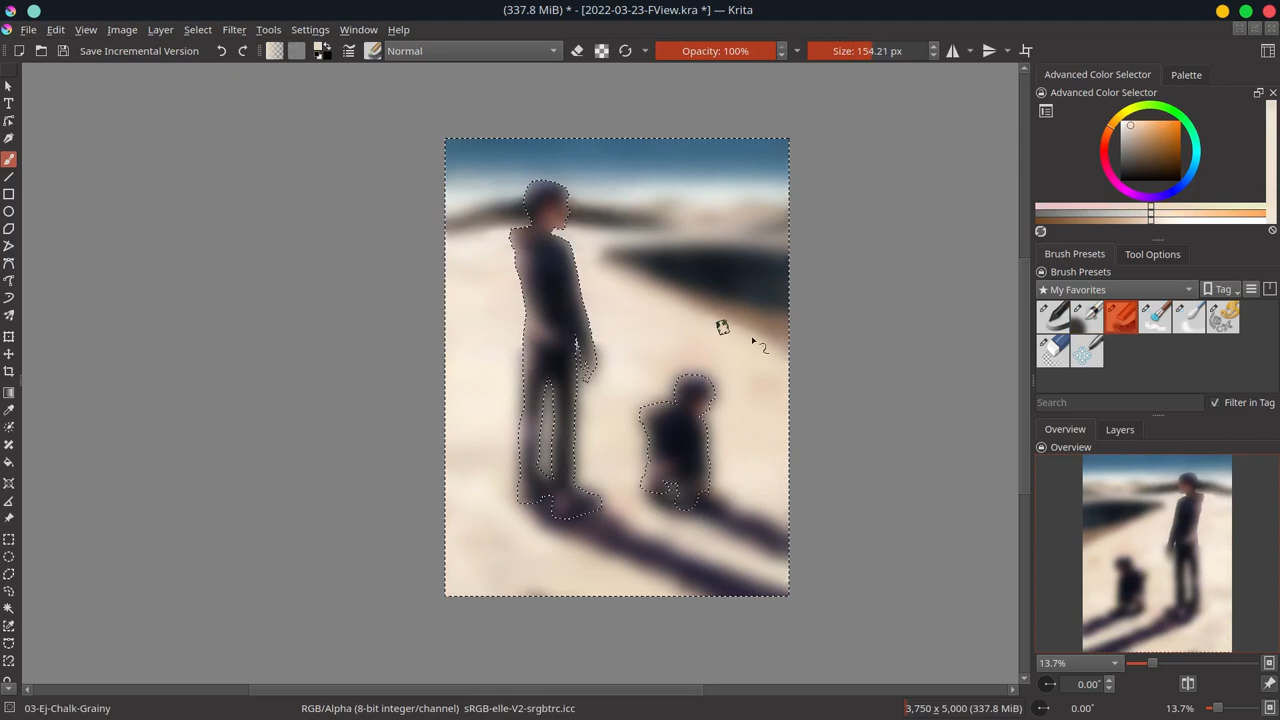 (337.8 MiB) * - [2022-03-23-FView.kra *] — Krita
File Edit View Image Layer Select Filter Tools Settings Help
Save Incremental Version Normal Opacity: 100% Size: 154.21 px
Advanced Color Selector Palette
Advanced Color Selector
Brush Presets Tool Options
Brush Presets
★ My Favorites Tag
Search Filter in Tag
Overview Layers
Overview
13.7%
0.00°
03-Ej-Chalk-Grainy RGB/Alpha (8-bit integer/channel) sRGB-elle-V2-srgbtrc.icc 3,750 x 5,000 (337.8 MiB) 0.00° 13.7%